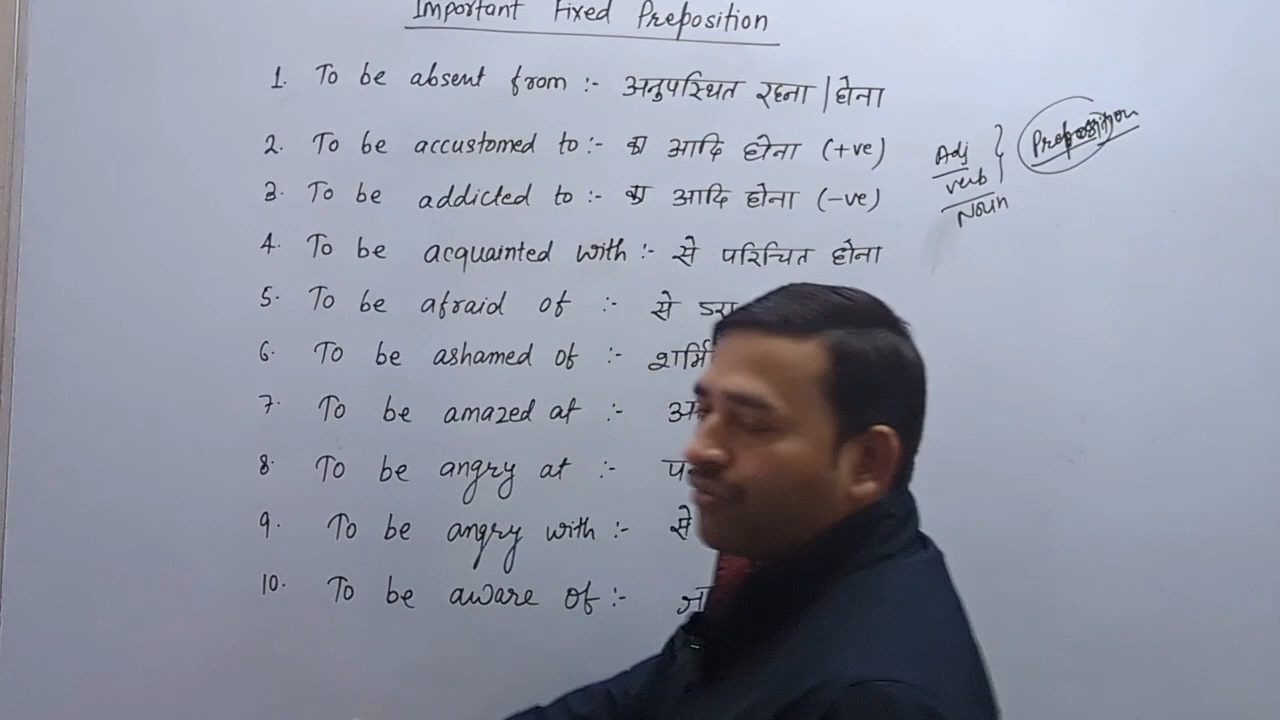 Important Fixed Preposition
1. To be absent from :- अनुपस्थित रहना | होना
2. To be accustomed to :- का आदि होना (+ve)
3. To be addicted to :- का आदि होना (-ve)
4. To be acquainted with :- से परिचित होना
5. To be afraid of :- से
6. To be ashamed of :-
7. To be amazed at :-
8. To be angry at :-
9. To be angry with :- से
10. To be aware of :-
Adj
verb
Noun
Preposition